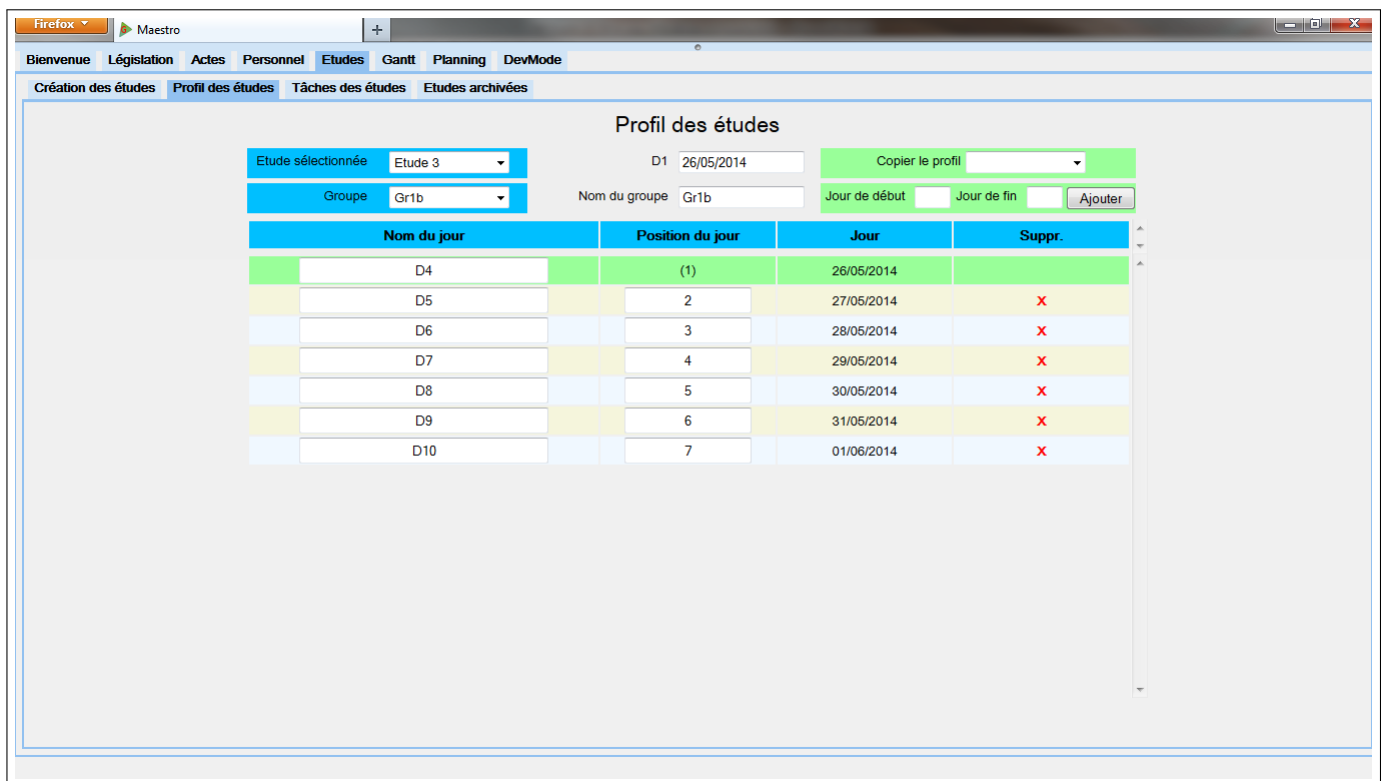 Firefox
Maestro
Bienvenue Législation Actes Personnel Etudes Gantt Planning DevMode
Création des études Profil des études Tâches des études Etudes archivées
Profil des études
Etude sélectionnée Etude 3 D1 26/05/2014 Copier le profil
Groupe Gr1b Nom du groupe Gr1b Jour de début Jour de fin Ajouter
Nom du jour Position du jour Jour Suppr.
D4 (1) 26/05/2014
D5 2 27/05/2014 X
D6 3 28/05/2014 X
D7 4 29/05/2014 X
D8 5 30/05/2014 X
D9 6 31/05/2014 X
D10 7 01/06/2014 X